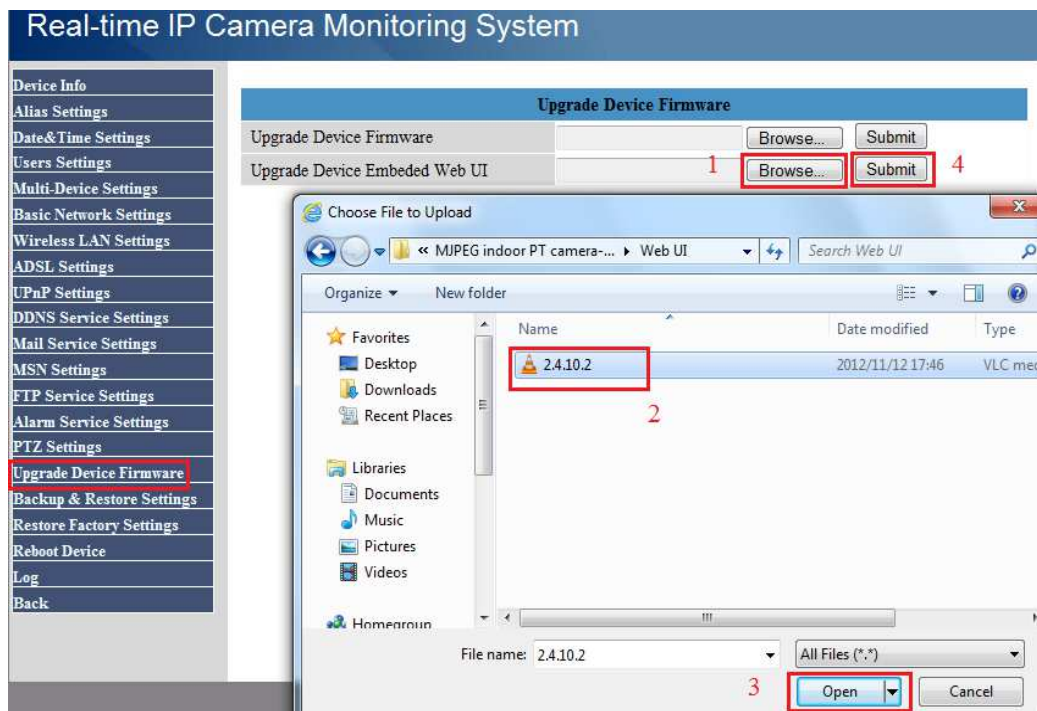 Real-time IP Camera Monitoring System
Device Info
Alias Settings
Date&Time Settings
Users Settings
Multi-Device Settings
Basic Network Settings
Wireless LAN Settings
ADSL Settings
UPnP Settings
DDNS Service Settings
Mail Service Settings
MSN Settings
FTP Service Settings
Alarm Service Settings
PTZ Settings
Upgrade Device Firmware
Backup & Restore Settings
Restore Factory Settings
Reboot Device
Log
Back
Upgrade Device Firmware
Upgrade Device Firmware Browse... Submit
Upgrade Device Embeded Web UI 1 Browse... Submit 4
Choose File to Upload
« MJPEG indoor PT camera-... Web UI Search Web UI
Organize New folder
Favorites
Desktop
Downloads
Recent Places
Libraries
Documents
Music
Pictures
Videos
Homegroup
Name Date modified Type
2.4.10.2 2012/11/12 17:46 VLC med
2
File name: 2.4.10.2 All Files (*.*)
3 Open Cancel